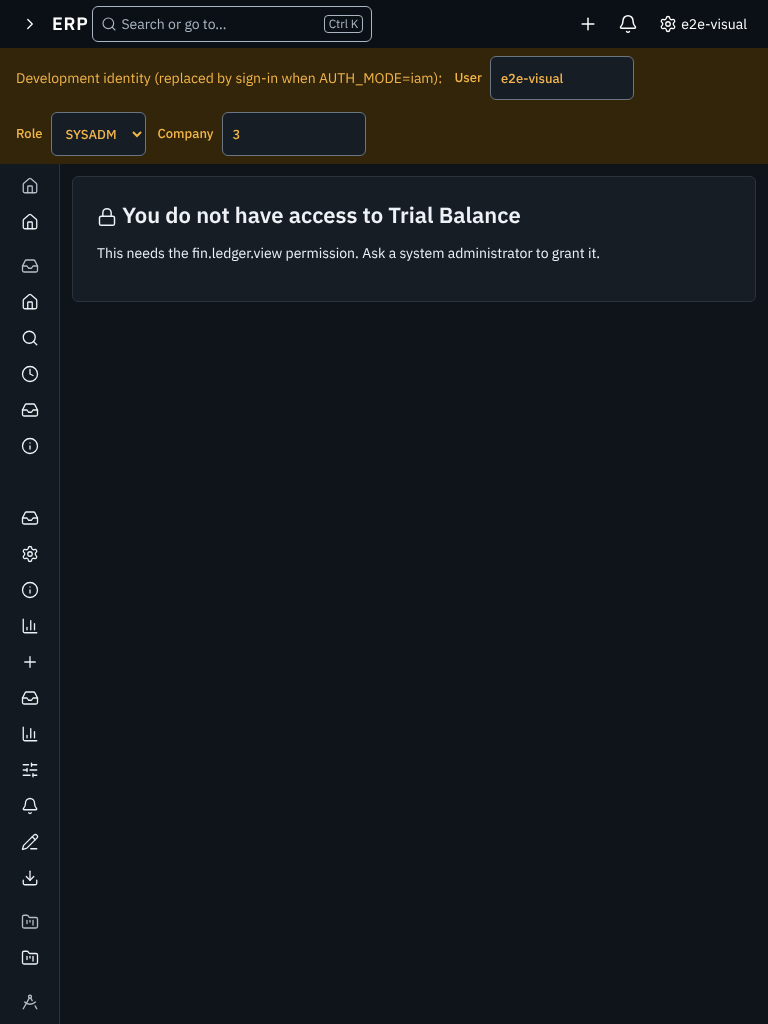 ERP
Search or go to...
Ctrl K
e2e-visual
Development identity (replaced by sign-in when AUTH_MODE=iam):
User
e2e-visual
Role
SYSADM
Company
3
You do not have access to Trial Balance
This needs the fin.ledger.view permission. Ask a system administrator to grant it.